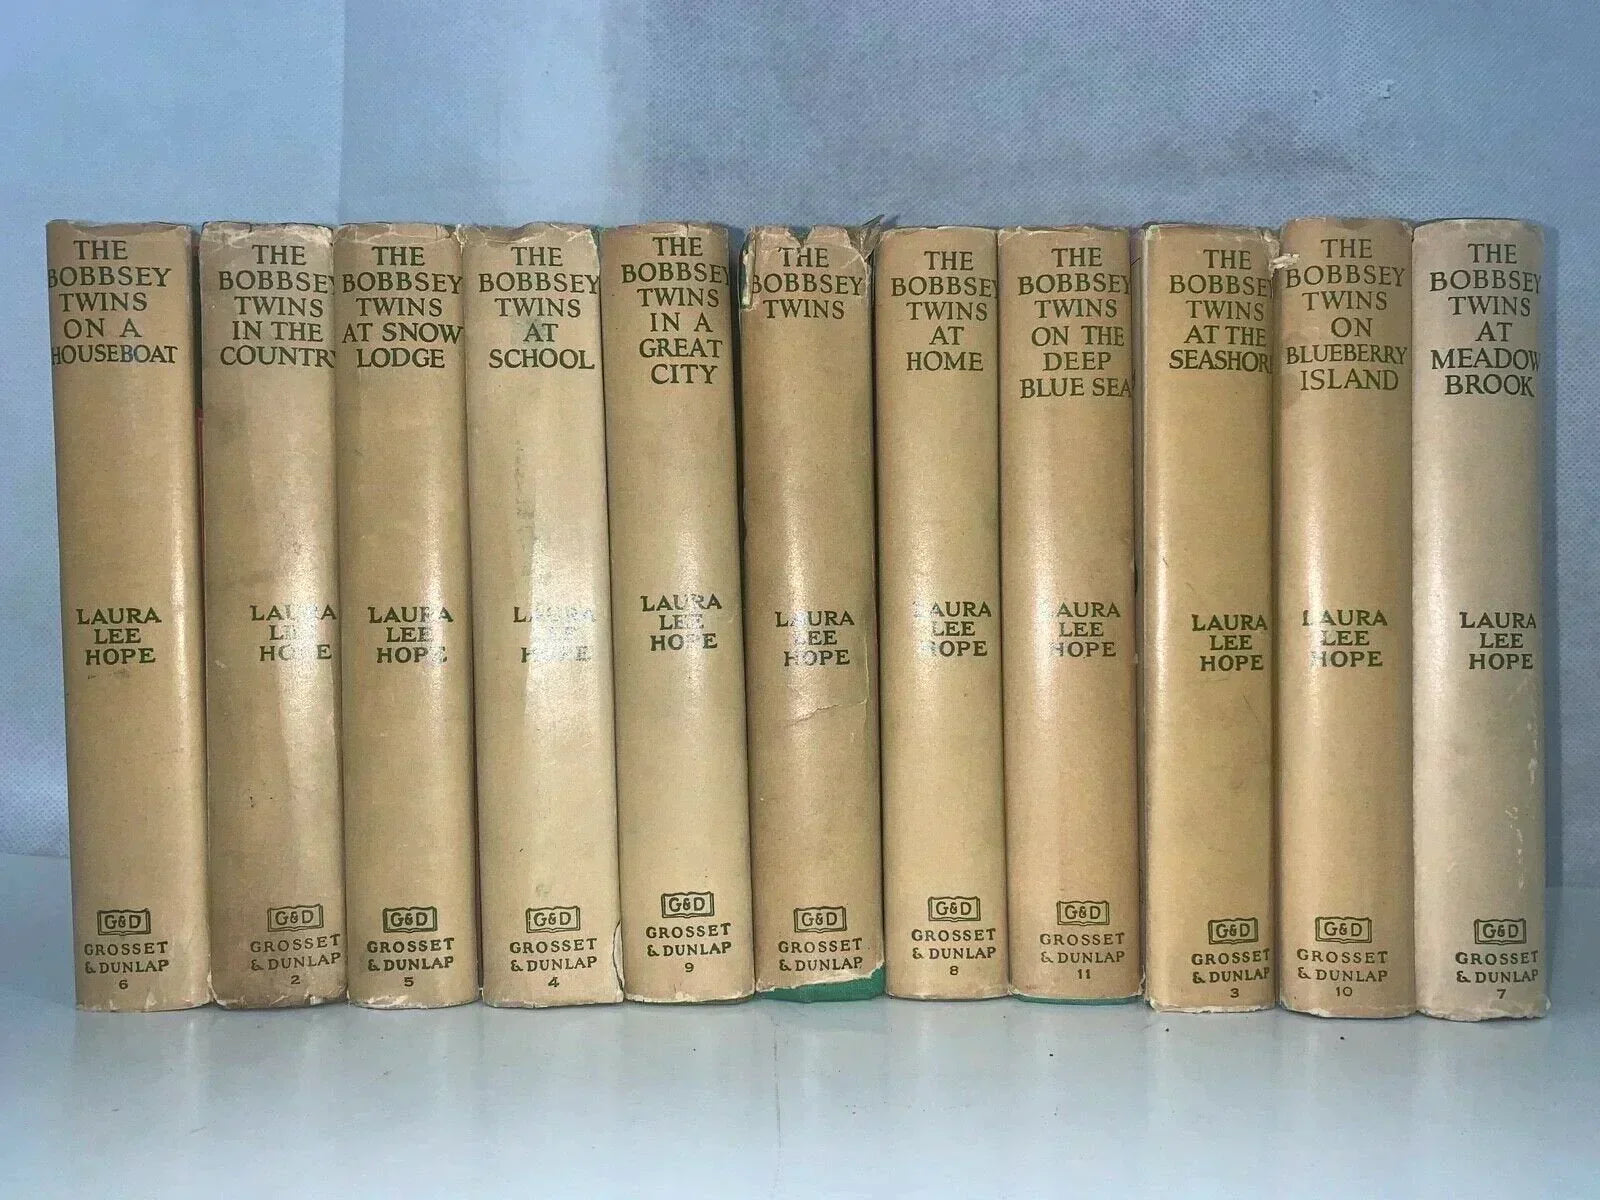 THE
BOBBSEY
TWINS
ON A
HOUSEBOAT
LAURA
LEE
HOPE
G&D
GROSSET
& DUNLAP
6
THE
BOBBSEY
TWINS
IN THE
COUNTRY
LAURA
LEE
HOPE
G&D
GROSSET
& DUNLAP
2
THE
BOBBSEY
TWINS
AT SNOW
LODGE
LAURA
LEE
HOPE
G&D
GROSSET
& DUNLAP
5
THE
BOBBSEY
TWINS
AT
SCHOOL
LAURA
LEE
HOPE
G&D
GROSSET
& DUNLAP
4
THE
BOBBSEY
TWINS
IN A
GREAT
CITY
LAURA
LEE
HOPE
G&D
GROSSET
& DUNLAP
9
THE
BOBBSEY
TWINS
LAURA
LEE
HOPE
G&D
GROSSET
& DUNLAP
THE
BOBBSEY
TWINS
AT
HOME
LAURA
LEE
HOPE
G&D
GROSSET
& DUNLAP
8
THE
BOBBSEY
TWINS
ON THE
DEEP
BLUE SEA
LAURA
LEE
HOPE
G&D
GROSSET
& DUNLAP
11
THE
BOBBSEY
TWINS
AT THE
SEASHORE
LAURA
LEE
HOPE
G&D
GROSSET
& DUNLAP
3
THE
BOBBSEY
TWINS
ON
BLUEBERRY
ISLAND
LAURA
LEE
HOPE
G&D
GROSSET
& DUNLAP
10
THE
BOBBSEY
TWINS
AT
MEADOW
BROOK
LAURA
LEE
HOPE
G&D
GROSSET
& DUNLAP
7